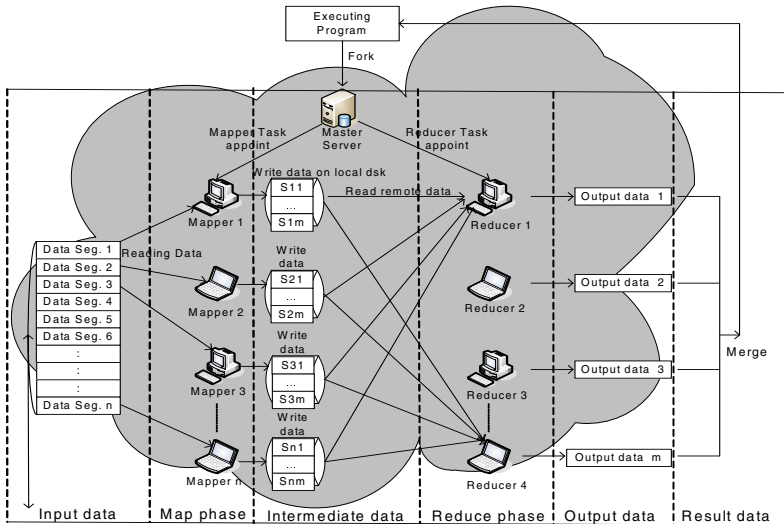 Executing
Program
Fork
Master
Server
Mapper Task
appoint
Reducer Task
appoint
Write data on local dsk
Read remote data
S11
...
S1m
Mapper 1
Reducer 1
Output data 1
Data Seg. 1
Data Seg. 2
Data Seg. 3
Data Seg. 4
Data Seg. 5
Data Seg. 6
:
:
:
Data Seg. n
Reading Data
Write
data
S21
...
S2m
Mapper 2
Reducer 2
Output data 2
Write
data
S31
...
S3m
Mapper 3
Reducer 3
Output data 3
Merge
Write
data
Sn1
...
Snm
Mapper n
Reducer 4
Output data m
Input data
Map phase
Intermediate data
Reduce phase
Output data
Result data